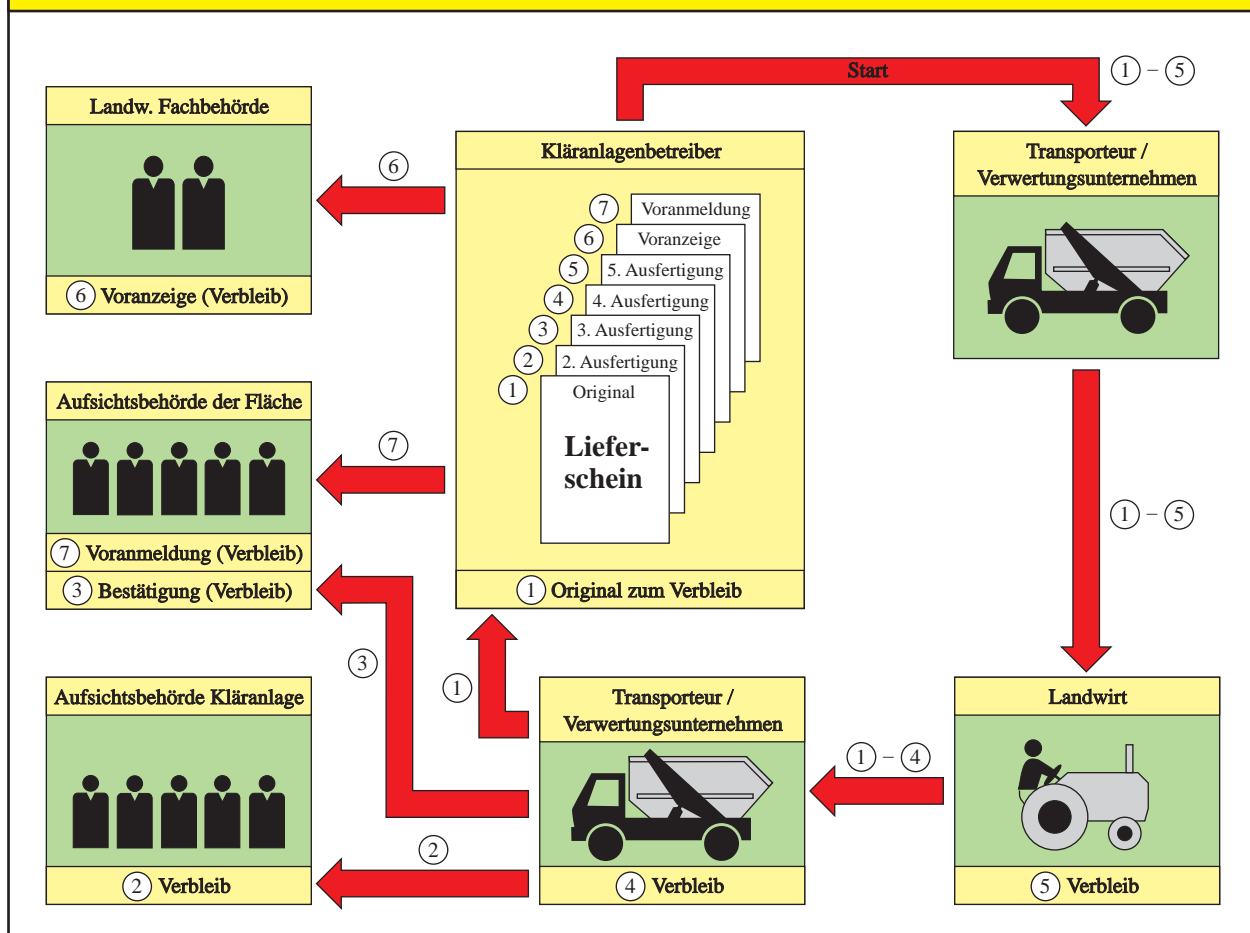 Start
① – ⑤
Landw. Fachbehörde
⑥
⑥ Voranzeige (Verbleib)
Kläranlagenbetreiber
⑦ Voranmeldung
⑥ Voranzeige
⑤ 5. Ausfertigung
④ 4. Ausfertigung
③ 3. Ausfertigung
② 2. Ausfertigung
① Original
Liefer-
schein
① Original zum Verbleib
Transporteur /
Verwertungsunternehmen
Aufsichtsbehörde der Fläche
⑦
⑦ Voranmeldung (Verbleib)
③ Bestätigung (Verbleib)
① – ⑤
③
①
Aufsichtsbehörde Kläranlage
②
② Verbleib
Transporteur /
Verwertungsunternehmen
④ Verbleib
① – ④
Landwirt
⑤ Verbleib